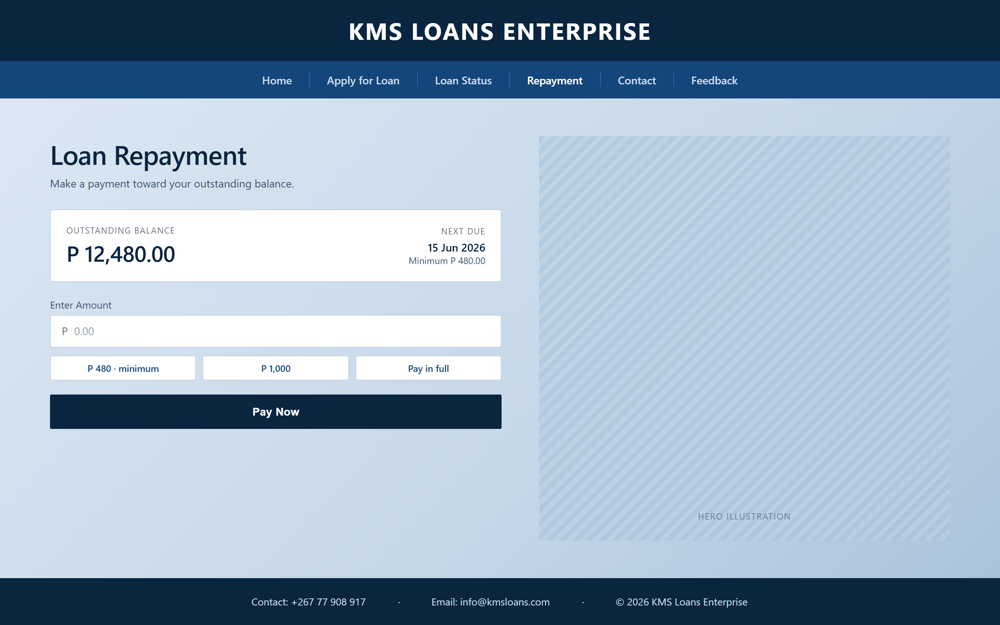 KMS LOANS ENTERPRISE
Home Apply for Loan Loan Status Repayment Contact Feedback
Loan Repayment
Make a payment toward your outstanding balance.
OUTSTANDING BALANCE
P 12,480.00
NEXT DUE
15 Jun 2026
Minimum P 480.00
Enter Amount
P 0.00
P 480 · minimum
P 1,000
Pay in full
Pay Now
HERO ILLUSTRATION
Contact: +267 77 908 917 · Email: info@kmsloans.com · © 2026 KMS Loans Enterprise